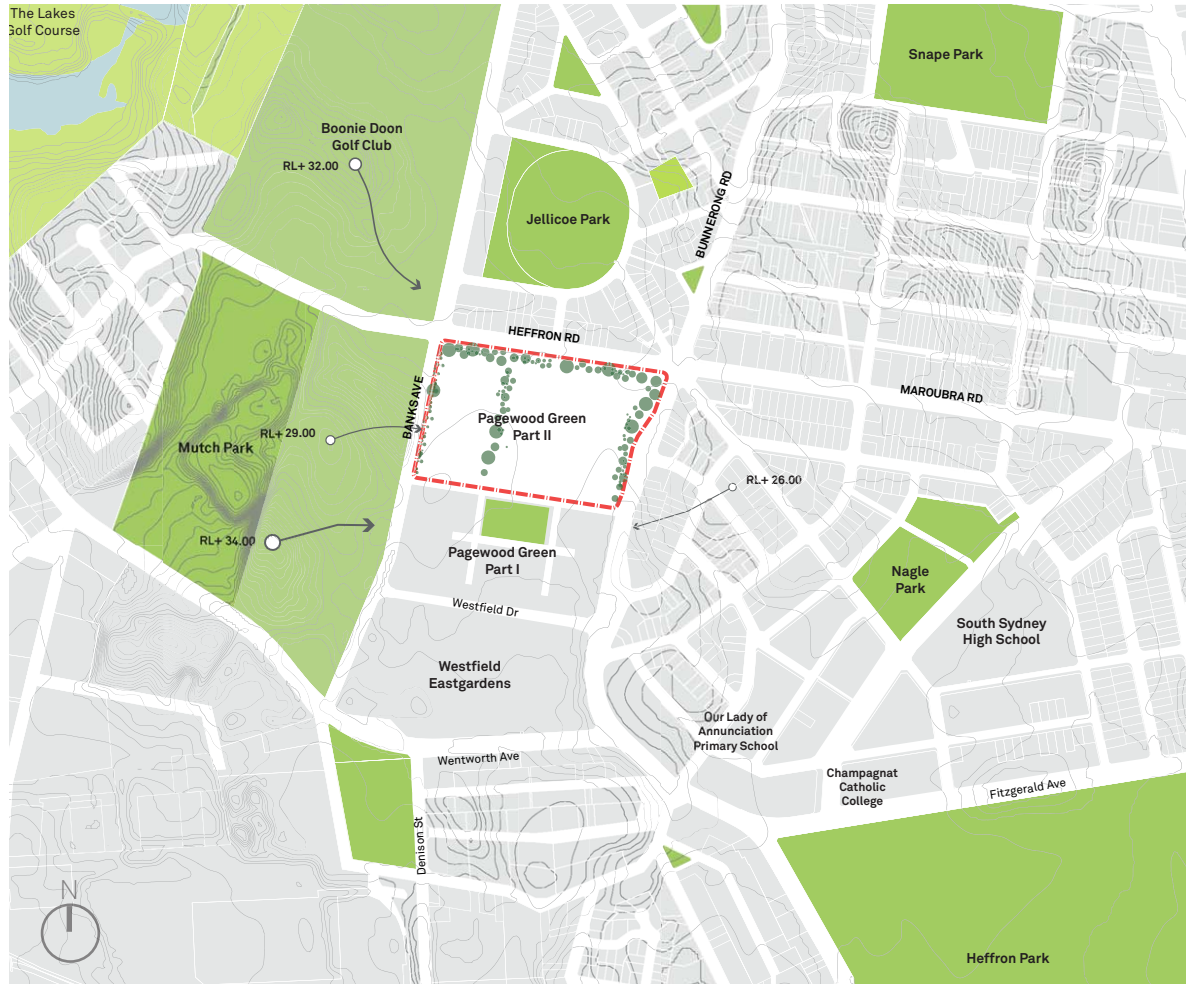 The Lakes
Golf Course
Snape Park
Boonie Doon
Golf Club
RL+ 32.00
Jellicoe Park
BUNNERONG RD
HEFFRON RD
MAROUBRA RD
BANKS AVE
Pagewood Green
Part II
RL+ 29.00
Mutch Park
RL+ 26.00
RL+ 34.00
Pagewood Green
Part I
Nagle
Park
Westfield Dr
South Sydney
High School
Westfield
Eastgardens
Our Lady of
Annunciation
Primary School
Wentworth Ave
Champagnat
Catholic
College
Fitzgerald Ave
Denison St
N
Heffron Park